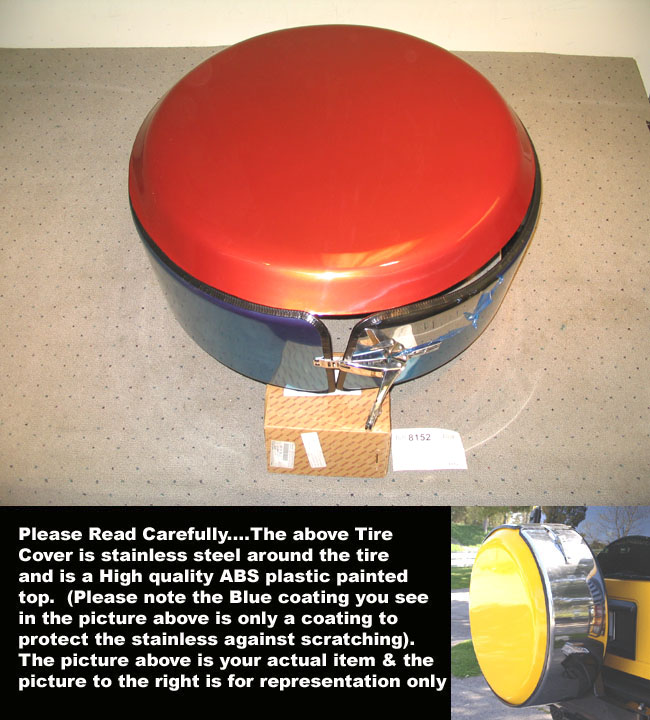 8152
Please Read Carefully....The above Tire
Cover is stainless steel around the tire
and is a High quality ABS plastic painted
top.  (Please note the Blue coating you see
in the picture above is only a coating to
protect the stainless against scratching).
The picture above is your actual item & the
picture to the right is for representation only